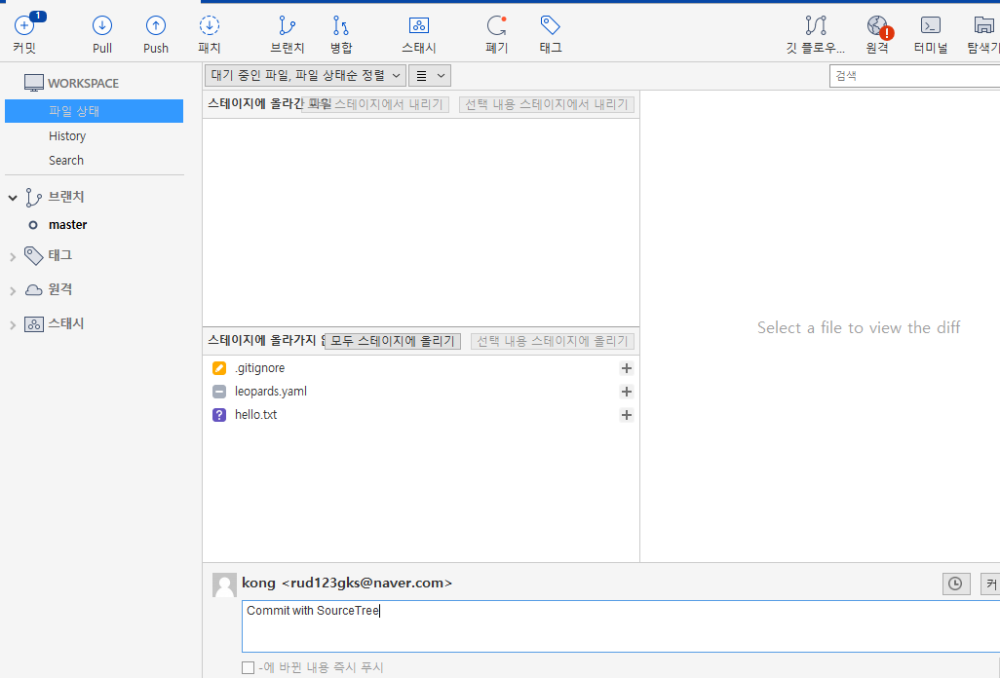 1
커밋 Pull Push 패치 브랜치 병합 스태시 폐기 태그 깃 플로우... 원격 터미널 탐색기
WORKSPACE
파일 상태
History
Search
브랜치
master
태그
원격
스태시
대기 중인 파일, 파일 상태순 정렬
검색
스테이지에 올라간 파일 스테이지에서 내리기 선택 내용 스테이지에서 내리기
스테이지에 올라가지 모두 스테이지에 올리기 선택 내용 스테이지에 올리기
.gitignore
leopards.yaml
? hello.txt
Select a file to view the diff
kong <rud123gks@naver.com>
커
Commit with SourceTree
-에 바뀐 내용 즉시 푸시